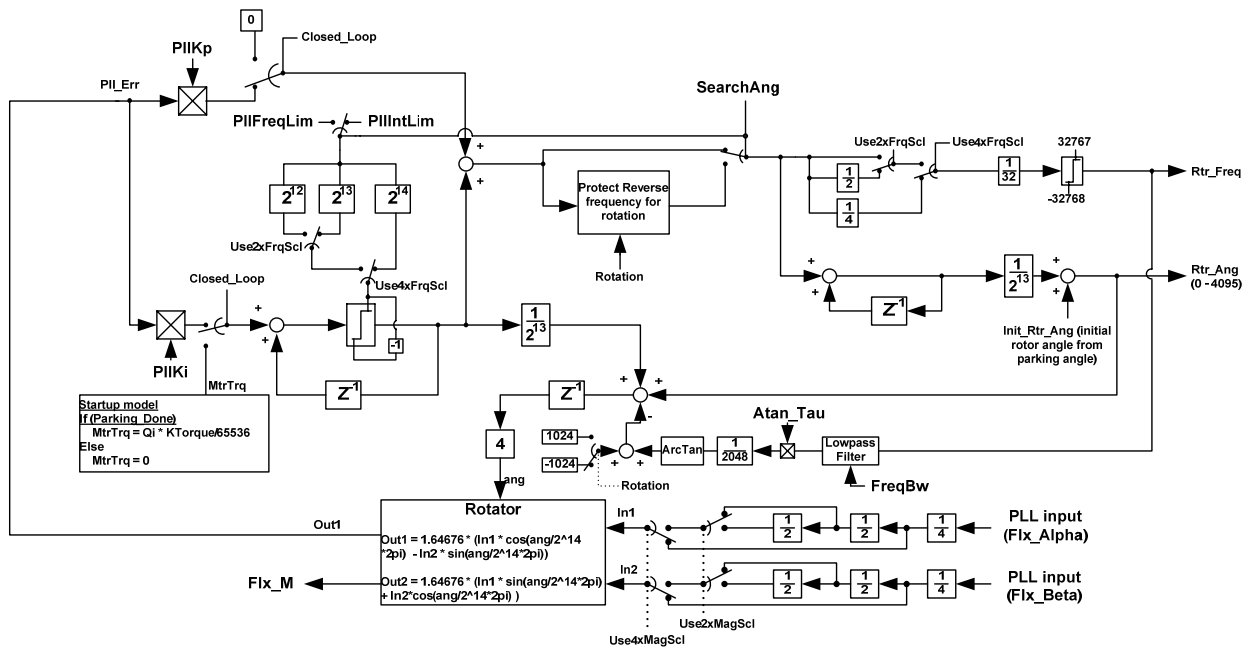 0
Closed_Loop
PllKp
Pll_Err
SearchAng
PllFreqLim
PllIntLim
Use2xFrqScl
Use4xFrqScl
32767
-32768
1/2
1/4
1/32
Rtr_Freq
2^12
2^13
2^14
Protect Reverse
frequency for
rotation
Rotation
Use2xFrqScl
Use4xFrqScl
Closed_Loop
+
+
+
+
+
+
+
+
-1
1/2^13
1/2^13
Rtr_Ang
(0 - 4095)
Z^-1
Z^-1
Z^-1
PllKi
MtrTrq
Init_Rtr_Ang (initial
rotor angle from
parking angle)
Startup model
If (Parking_Done)
MtrTrq = Qi * KTorque/65536
Else
MtrTrq = 0
+
+
-
+
+
4
ang
1024
-1024
Rotation
ArcTan
1/2048
Atan_Tau
Lowpass
Filter
FreqBw
Rotator
Out1 = 1.64676 * (In1 * cos(ang/2^14
*2pi) - In2 * sin(ang/2^14*2pi))
Out2 = 1.64676 * (In1 * sin(ang/2^14*2pi)
+ In2*cos(ang/2^14*2pi) )
Out1
Flx_M
In1
In2
1/2
1/2
1/4
PLL input
(Flx_Alpha)
1/2
1/2
1/4
PLL input
(Flx_Beta)
Use2xMagScl
Use4xMagScl